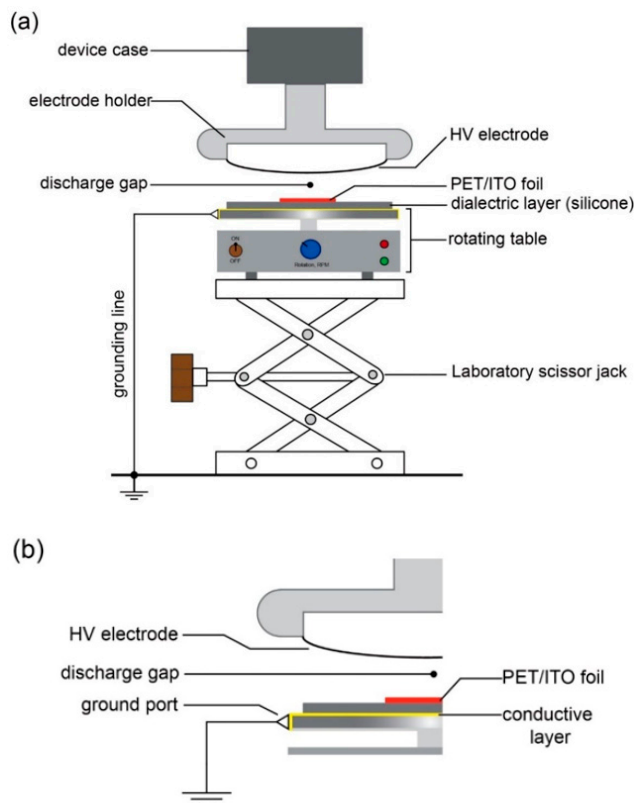 (a)
device case
electrode holder
HV electrode
discharge gap
PET/ITO foil
dielectric layer (silicone)
rotating table
ON
OFF
Rotation, RPM
grounding line
Laboratory scissor jack
(b)
HV electrode
discharge gap
PET/ITO foil
ground port
conductive
layer